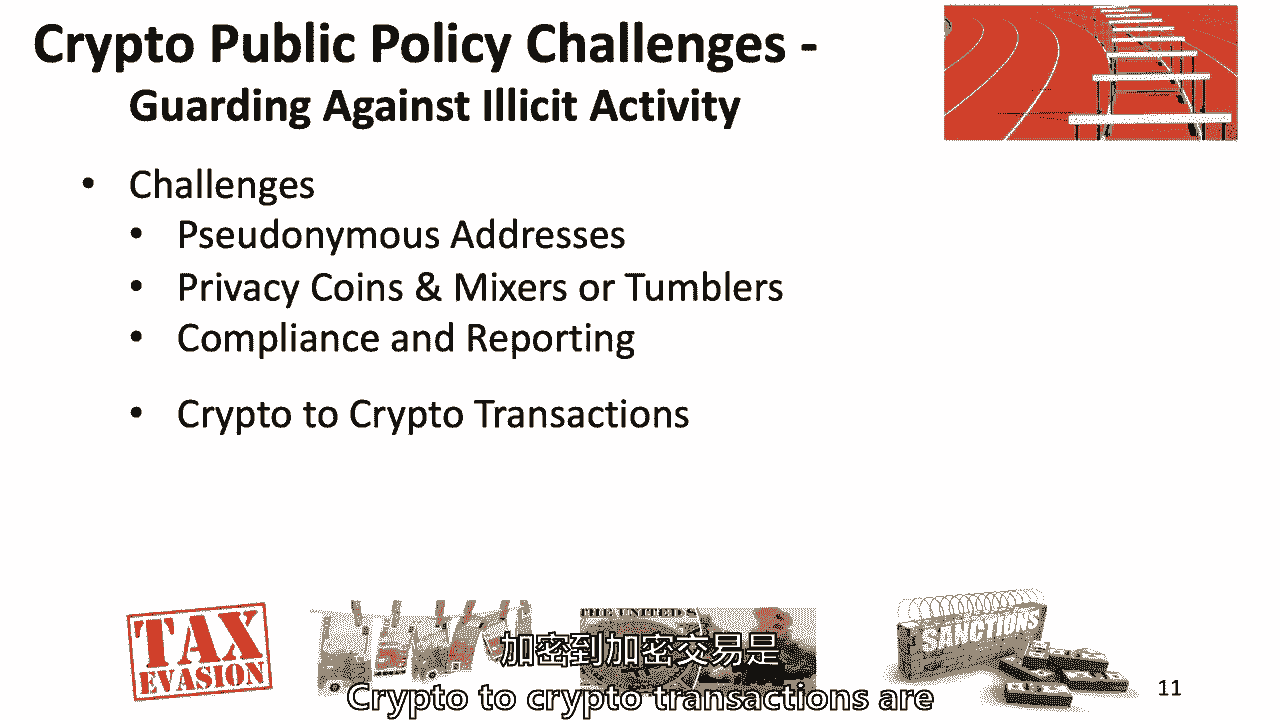 Crypto Public Policy Challenges -
Guarding Against Illicit Activity
• Challenges
• Pseudonymous Addresses
• Privacy Coins & Mixers or Tumblers
• Compliance and Reporting
• Crypto to Crypto Transactions
TAX
EVASION
THE UNITED S
SANCTIONS
加密到加密交易是
Crypto to crypto transactions are
11